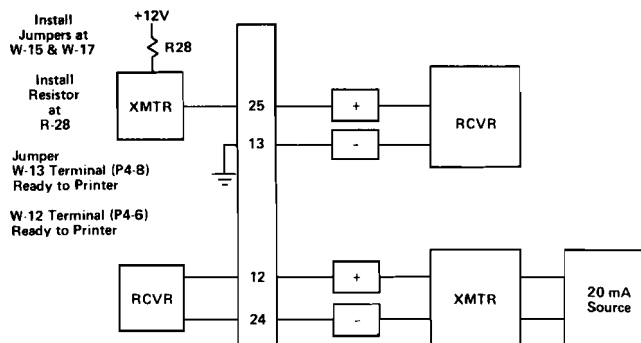 Install
Jumpers at
W-15 & W-17
+12V
R28
Install
Resistor
at
R-28
XMTR
25
+
RCVR
13
-
Jumper
W-13 Terminal (P4-8)
Ready to Printer
W-12 Terminal (P4-6)
Ready to Printer
RCVR
12
+
XMTR
20 mA
Source
24
-